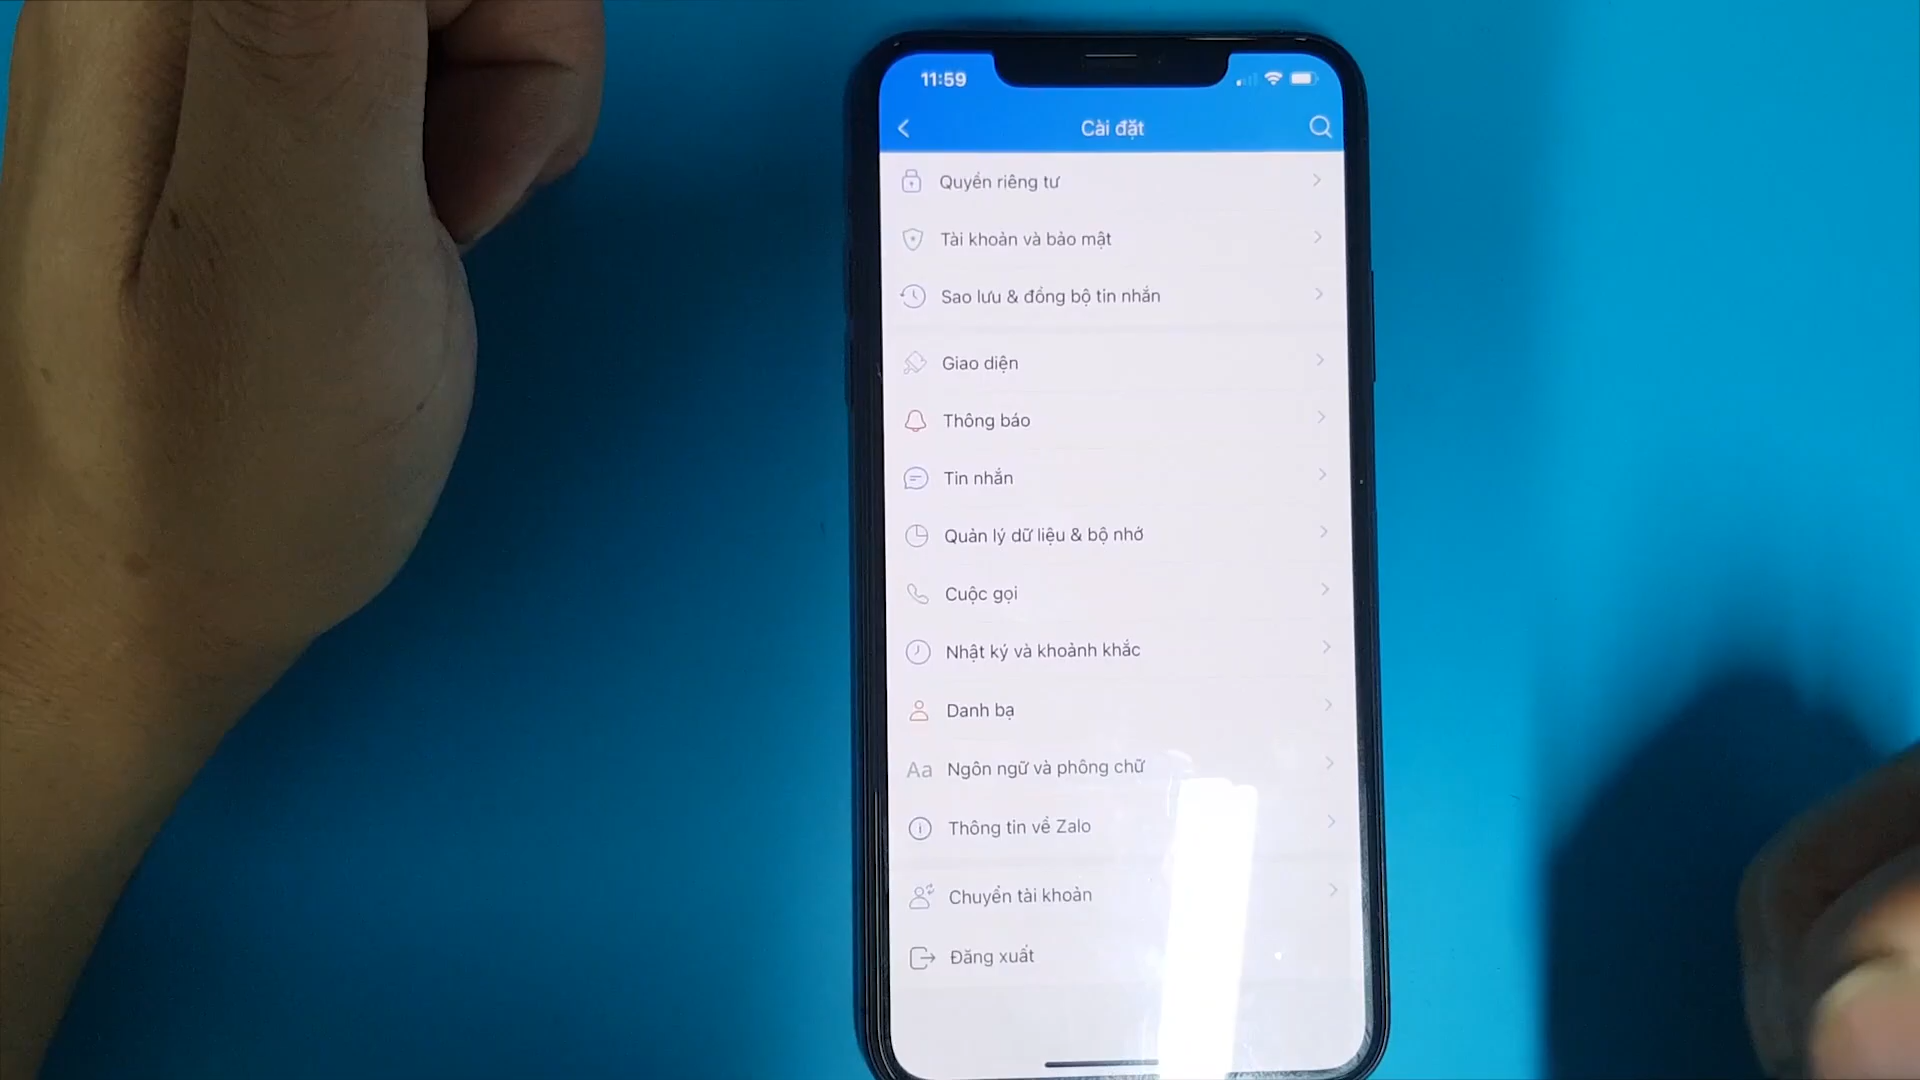 11:59
Cài đặt
Quyền riêng tư
Tài khoản và bảo mật
Sao lưu & đồng bộ tin nhắn
Giao diện
Thông báo
Tin nhắn
Quản lý dữ liệu & bộ nhớ
Cuộc gọi
Nhật ký và khoảnh khắc
Danh bạ
Aa Ngôn ngữ và phông chữ
Thông tin về Zalo
Chuyển tài khoản
Đăng xuất